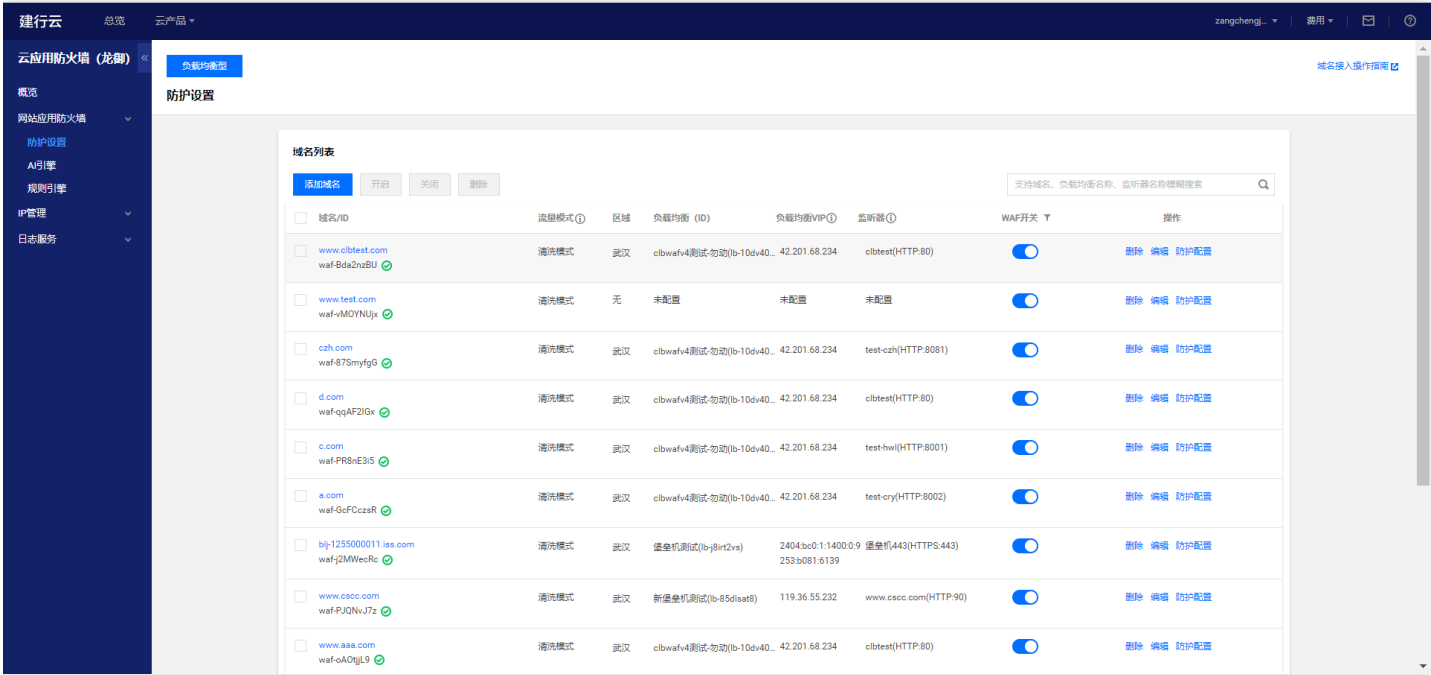 建行云 总览 云产品 zangchengj... 费用
云应用防火墙（龙御） «
概览
网站应用防火墙
防护设置
AI引擎
规则引擎
IP管理
日志服务
负载均衡型 域名接入操作指南
防护设置
域名列表
添加域名 开启 关闭 删除 支持域名、负载均衡名称、监听器名称模糊搜索
域名/ID 流量模式 区域 负载均衡（ID） 负载均衡VIP 监听器 WAF开关 操作
www.clbtest.com 清洗模式 武汉 clbwafv4测试-勿动(lb-10dv40... 42.201.68.234 clbtest(HTTP:80) 删除 编辑 防护配置
waf-Bda2nzBU
www.test.com 清洗模式 无 未配置 未配置 未配置 删除 编辑 防护配置
waf-vMOYNUjx
czh.com 清洗模式 武汉 clbwafv4测试-勿动(lb-10dv40... 42.201.68.234 test-czh(HTTP:8081) 删除 编辑 防护配置
waf-87SmyfgG
d.com 清洗模式 武汉 clbwafv4测试-勿动(lb-10dv40... 42.201.68.234 clbtest(HTTP:80) 删除 编辑 防护配置
waf-qqAF2IGx
c.com 清洗模式 武汉 clbwafv4测试-勿动(lb-10dv40... 42.201.68.234 test-hwl(HTTP:8001) 删除 编辑 防护配置
waf-PR8nE3i5
a.com 清洗模式 武汉 clbwafv4测试-勿动(lb-10dv40... 42.201.68.234 test-cry(HTTP:8002) 删除 编辑 防护配置
waf-GcFCczsR
blj-1255000011.iss.com 清洗模式 武汉 堡垒机测试(lb-j8irt2vs) 2404:bc0:1:1400:0:9 堡垒机443(HTTPS:443) 删除 编辑 防护配置
waf-j2MWecRc 253:b081:6139
www.cscc.com 清洗模式 武汉 新堡垒机测试(lb-85dlsat8) 119.36.55.232 www.cscc.com(HTTP:90) 删除 编辑 防护配置
waf-PJQNvJ7z
www.aaa.com 清洗模式 武汉 clbwafv4测试-勿动(lb-10dv40... 42.201.68.234 clbtest(HTTP:80) 删除 编辑 防护配置
waf-oAOtjjL9